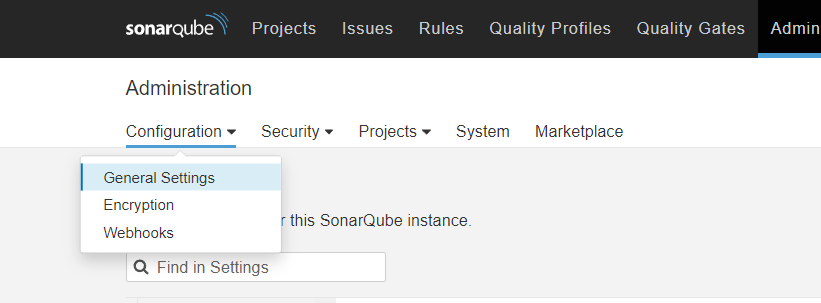 sonarqube Projects Issues Rules Quality Profiles Quality Gates Admin
Administration
Configuration Security Projects System Marketplace
General Settings
Encryption
r this SonarQube instance.
Webhooks
Find in Settings